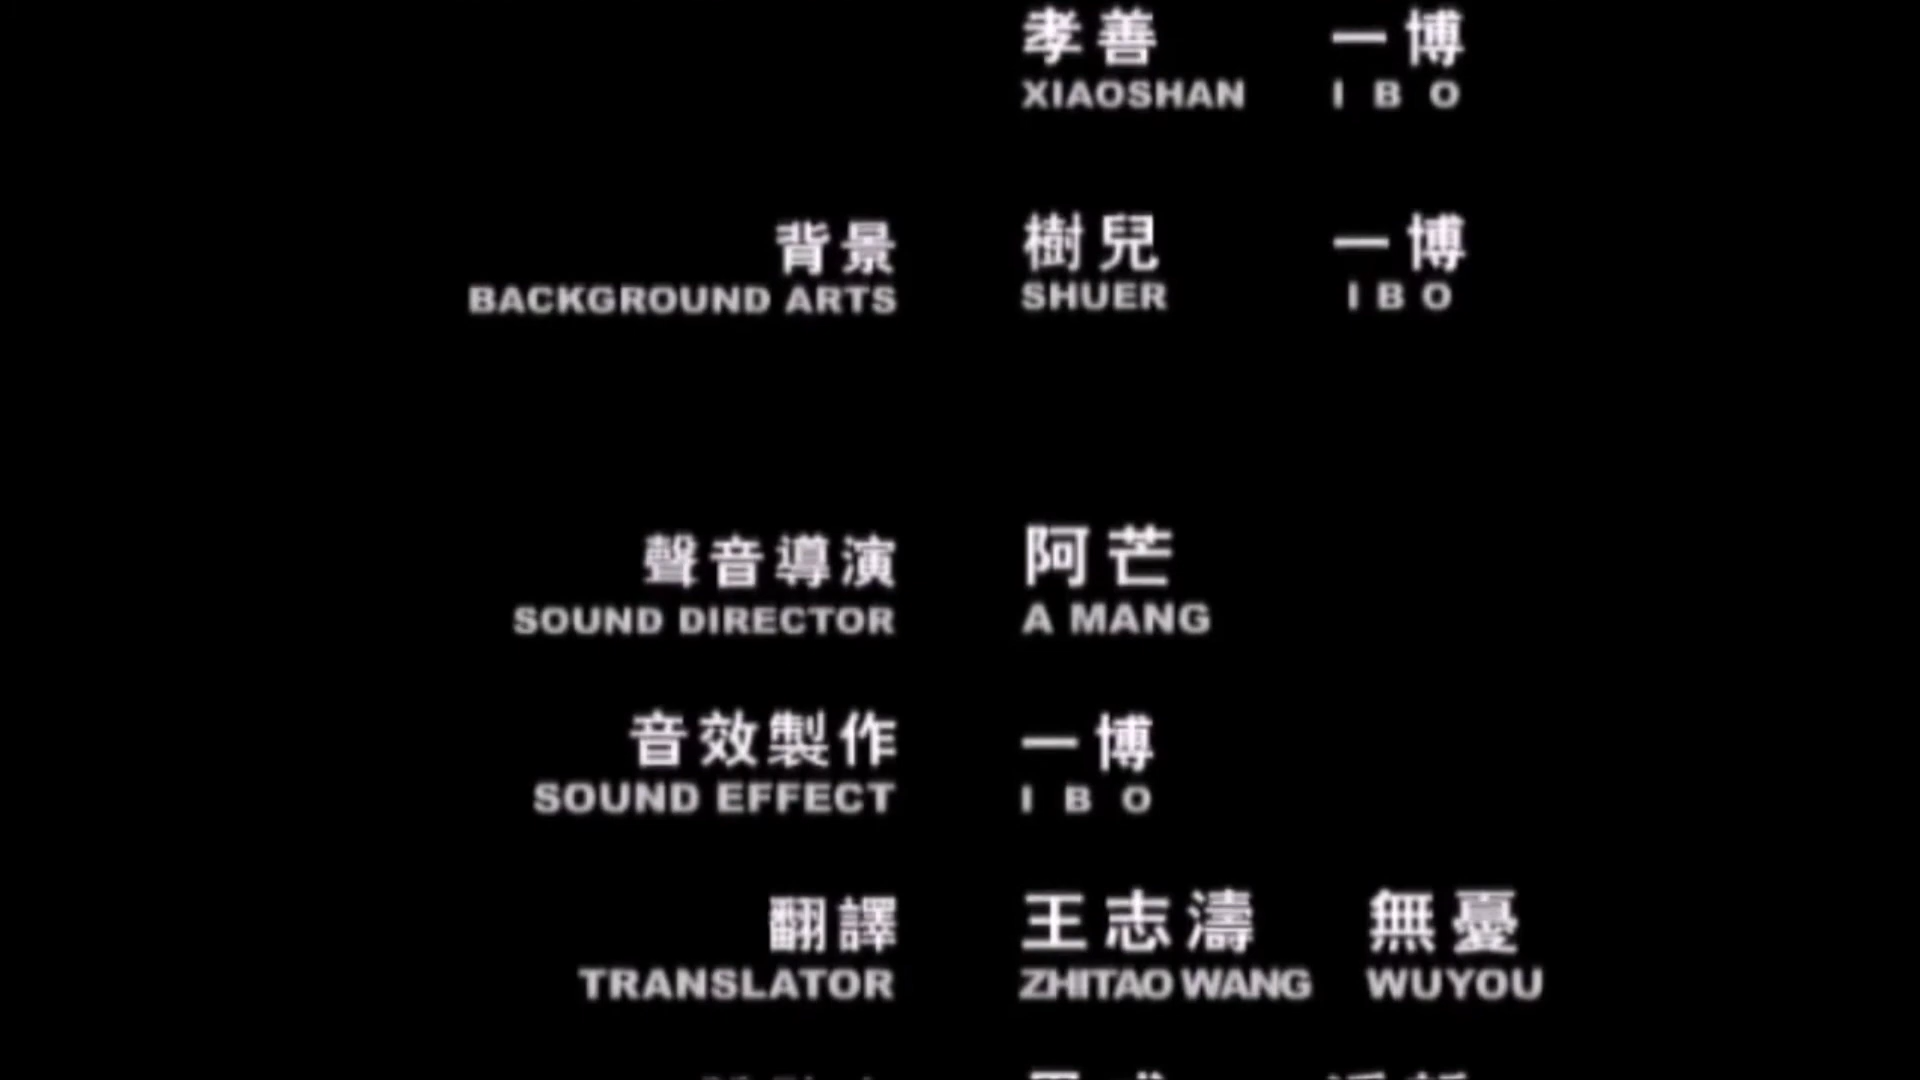 孝善 一博
XIAOSHAN I B O
背景 樹兒 一博
BACKGROUND ARTS SHUER I B O
聲音導演 阿芒
SOUND DIRECTOR A MANG
音效製作 一博
SOUND EFFECT I B O
翻譯 王志濤 無憂
TRANSLATOR ZHITAO WANG WUYOU